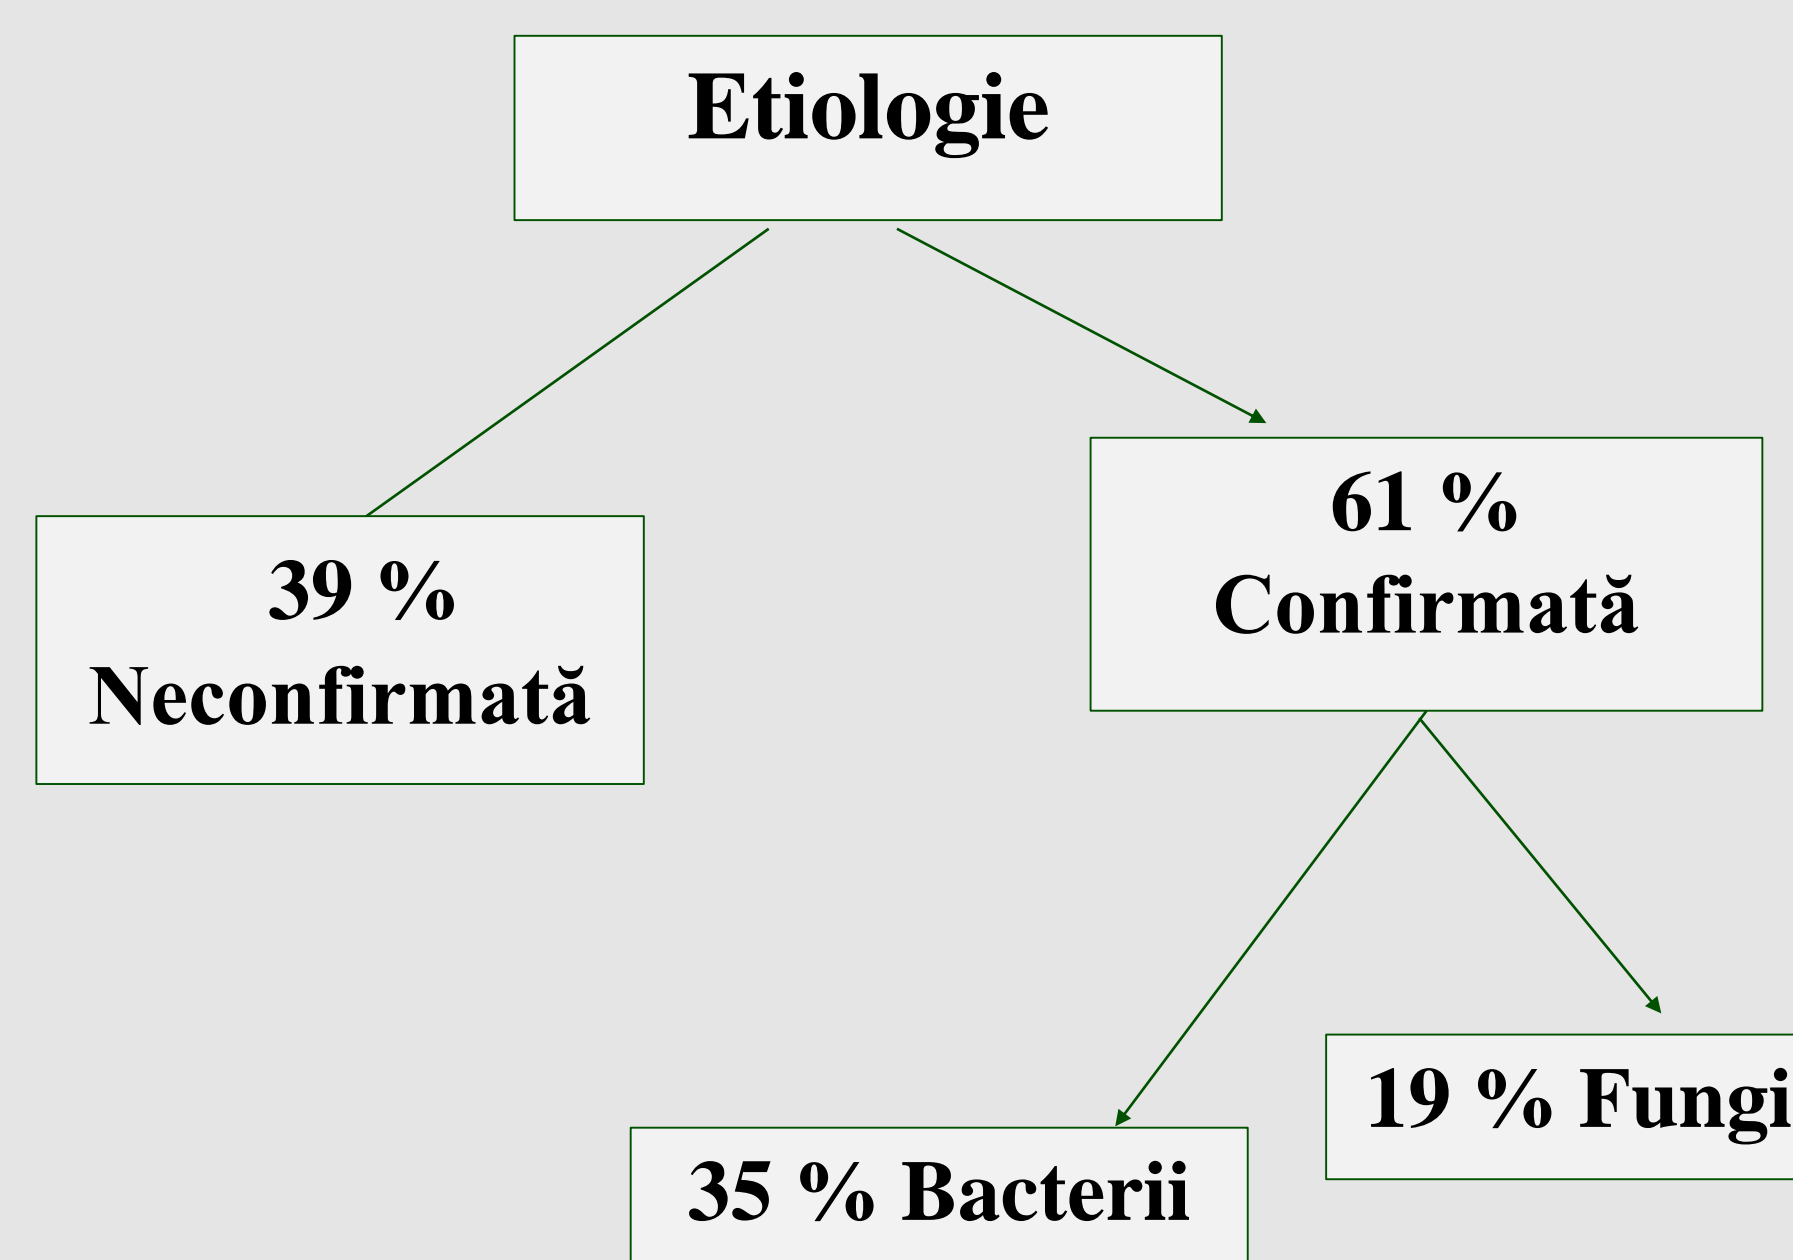 Etiologie
61 %
Confirmată
39 %
Neconfirmată
19 % Fungi
35 % Bacterii